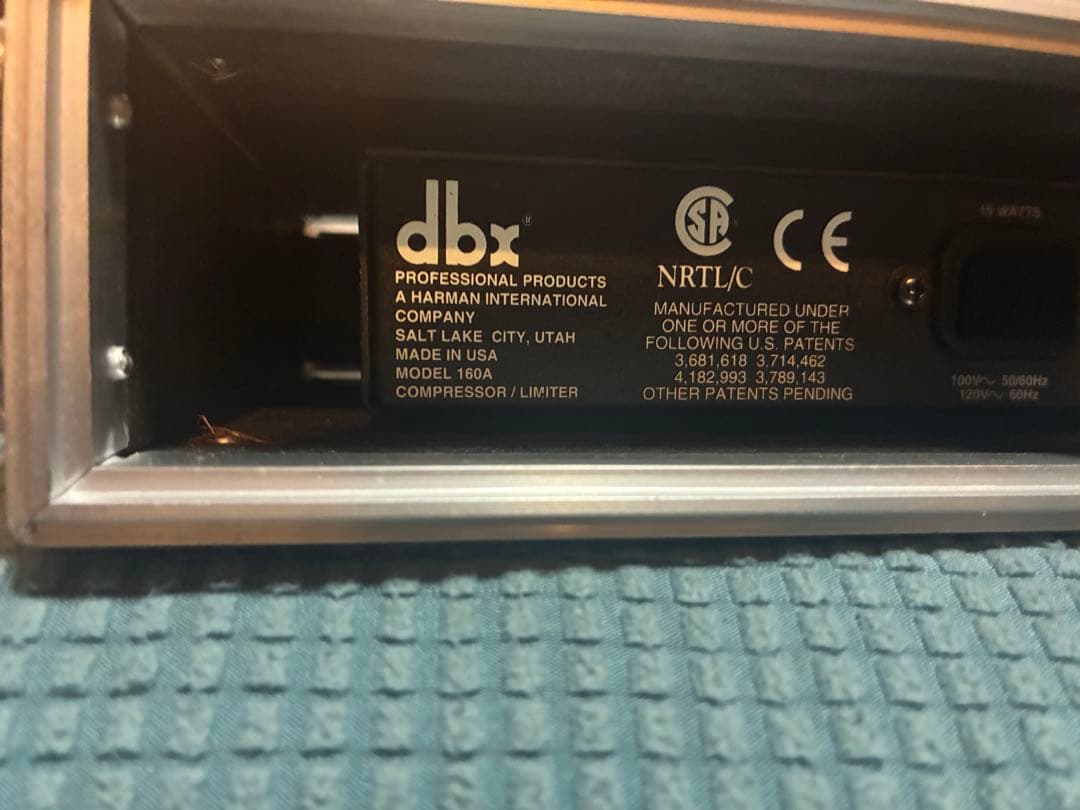 dbx®
PROFESSIONAL PRODUCTS
A HARMAN INTERNATIONAL
COMPANY
SALT LAKE CITY, UTAH
MADE IN USA
MODEL 160A
COMPRESSOR / LIMITER
SA
NRTL/C
CE
MANUFACTURED UNDER
ONE OR MORE OF THE
FOLLOWING U.S. PATENTS
3,681,618 3,714,462
4,182,993 3,789,143
OTHER PATENTS PENDING
15 WATTS
100V~ 50/60Hz
120V~ 60Hz